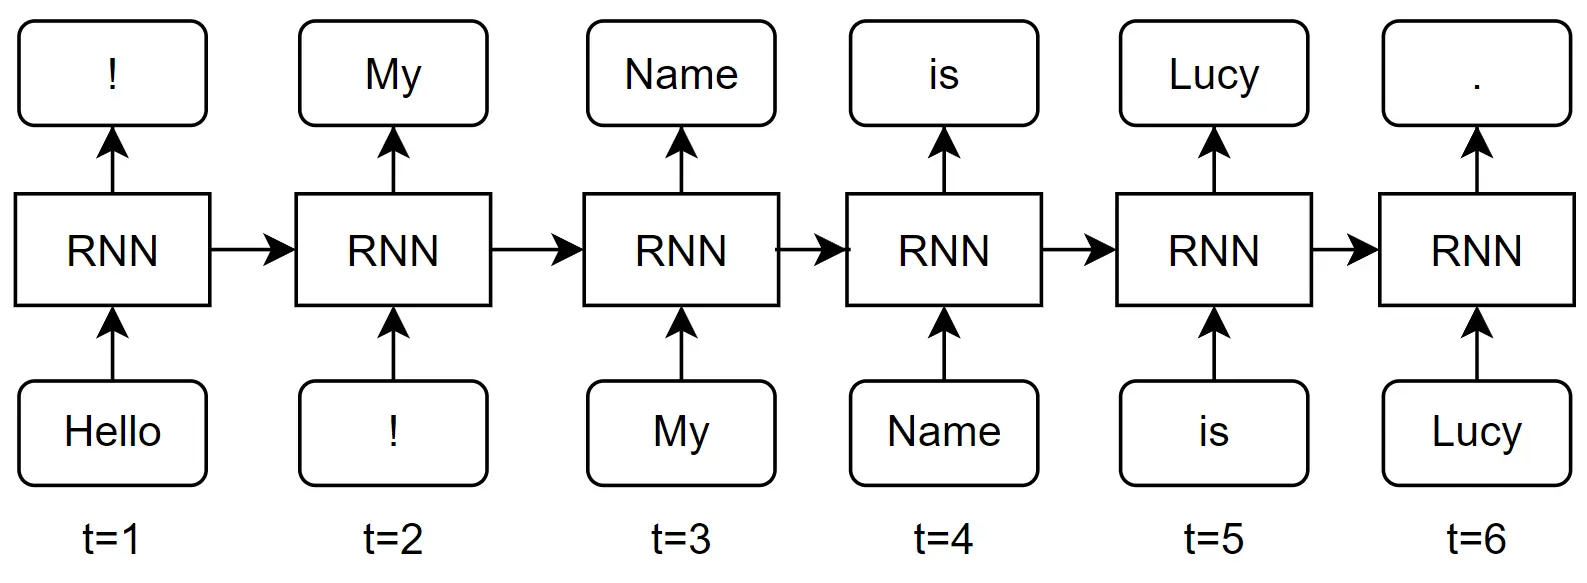 ! My Name is Lucy .
RNN RNN RNN RNN RNN RNN
Hello ! My Name is Lucy
t=1 t=2 t=3 t=4 t=5 t=6